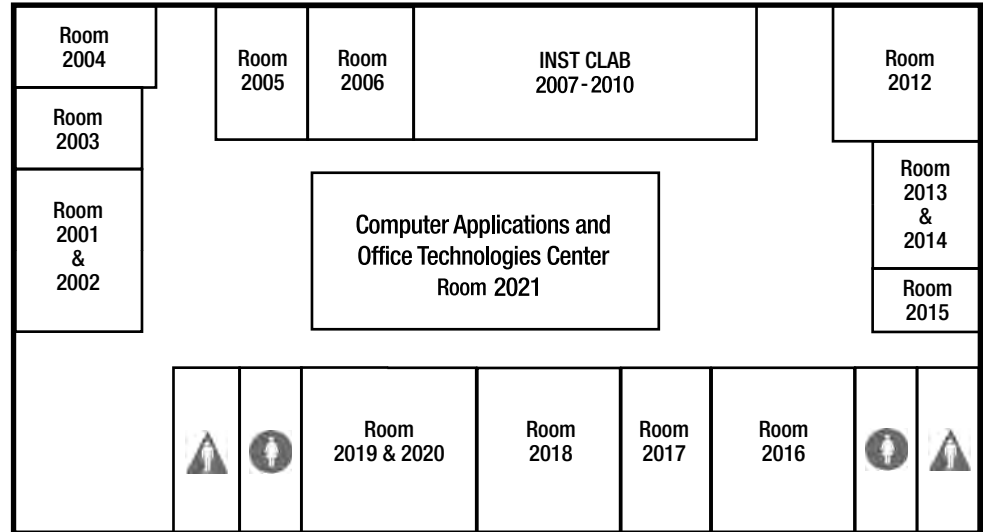 Room
2004
Room
2005
Room
2006
INST CLAB
2007-2010
Room
2012
Room
2003
Room
2001
&
2002
Computer Applications and
Office Technologies Center
Room 2021
Room
2013
&
2014
Room
2015
Room
2019 & 2020
Room
2018
Room
2017
Room
2016